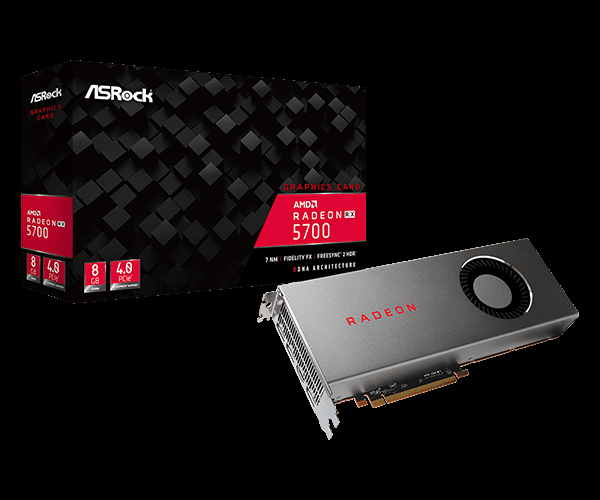 ASRock
GRAPHICS
CARD
AMD
RADEON RX
5700
8
GB
4.0
PCIe
ASRock
GRAPHICS CARD
AMD
RADEON RX
5700
7 NM | FIDELITY FX | FREESYNC 2 HDR
RDNA ARCHITECTURE
8
GB
4.0
PCIe
RADEON